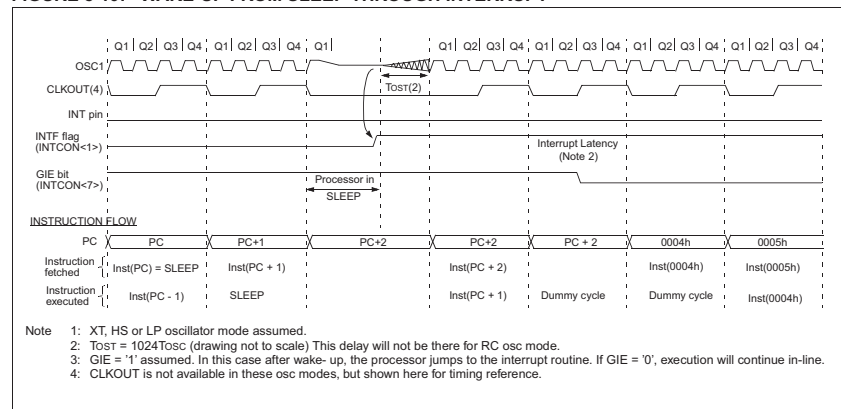 FIGURE 8-18: WAKE-UP FROM SLEEP THROUGH INTERRUPT
Q1 Q2 Q3 Q4 Q1 Q2 Q3 Q4 Q1 Q1 Q2 Q3 Q4 Q1 Q2 Q3 Q4 Q1 Q2 Q3 Q4 Q1 Q2 Q3 Q4
OSC1
CLKOUT(4)
TOST(2)
INT pin
INTF flag
(INTCON<1>)
Interrupt Latency
(Note 2)
GIE bit
(INTCON<7>)
Processor in
SLEEP
INSTRUCTION FLOW
PC PC PC+1 PC+2 PC+2 PC + 2 0004h 0005h
Instruction
fetched
Inst(PC) = SLEEP Inst(PC + 1) Inst(PC + 2) Inst(0004h) Inst(0005h)
Instruction
executed
Inst(PC - 1) SLEEP Inst(PC + 1) Dummy cycle Dummy cycle Inst(0004h)
Note 1: XT, HS or LP oscillator mode assumed.
2: TOST = 1024TOSC (drawing not to scale) This delay will not be there for RC osc mode.
3: GIE = '1' assumed. In this case after wake- up, the processor jumps to the interrupt routine. If GIE = '0', execution will continue in-line.
4: CLKOUT is not available in these osc modes, but shown here for timing reference.